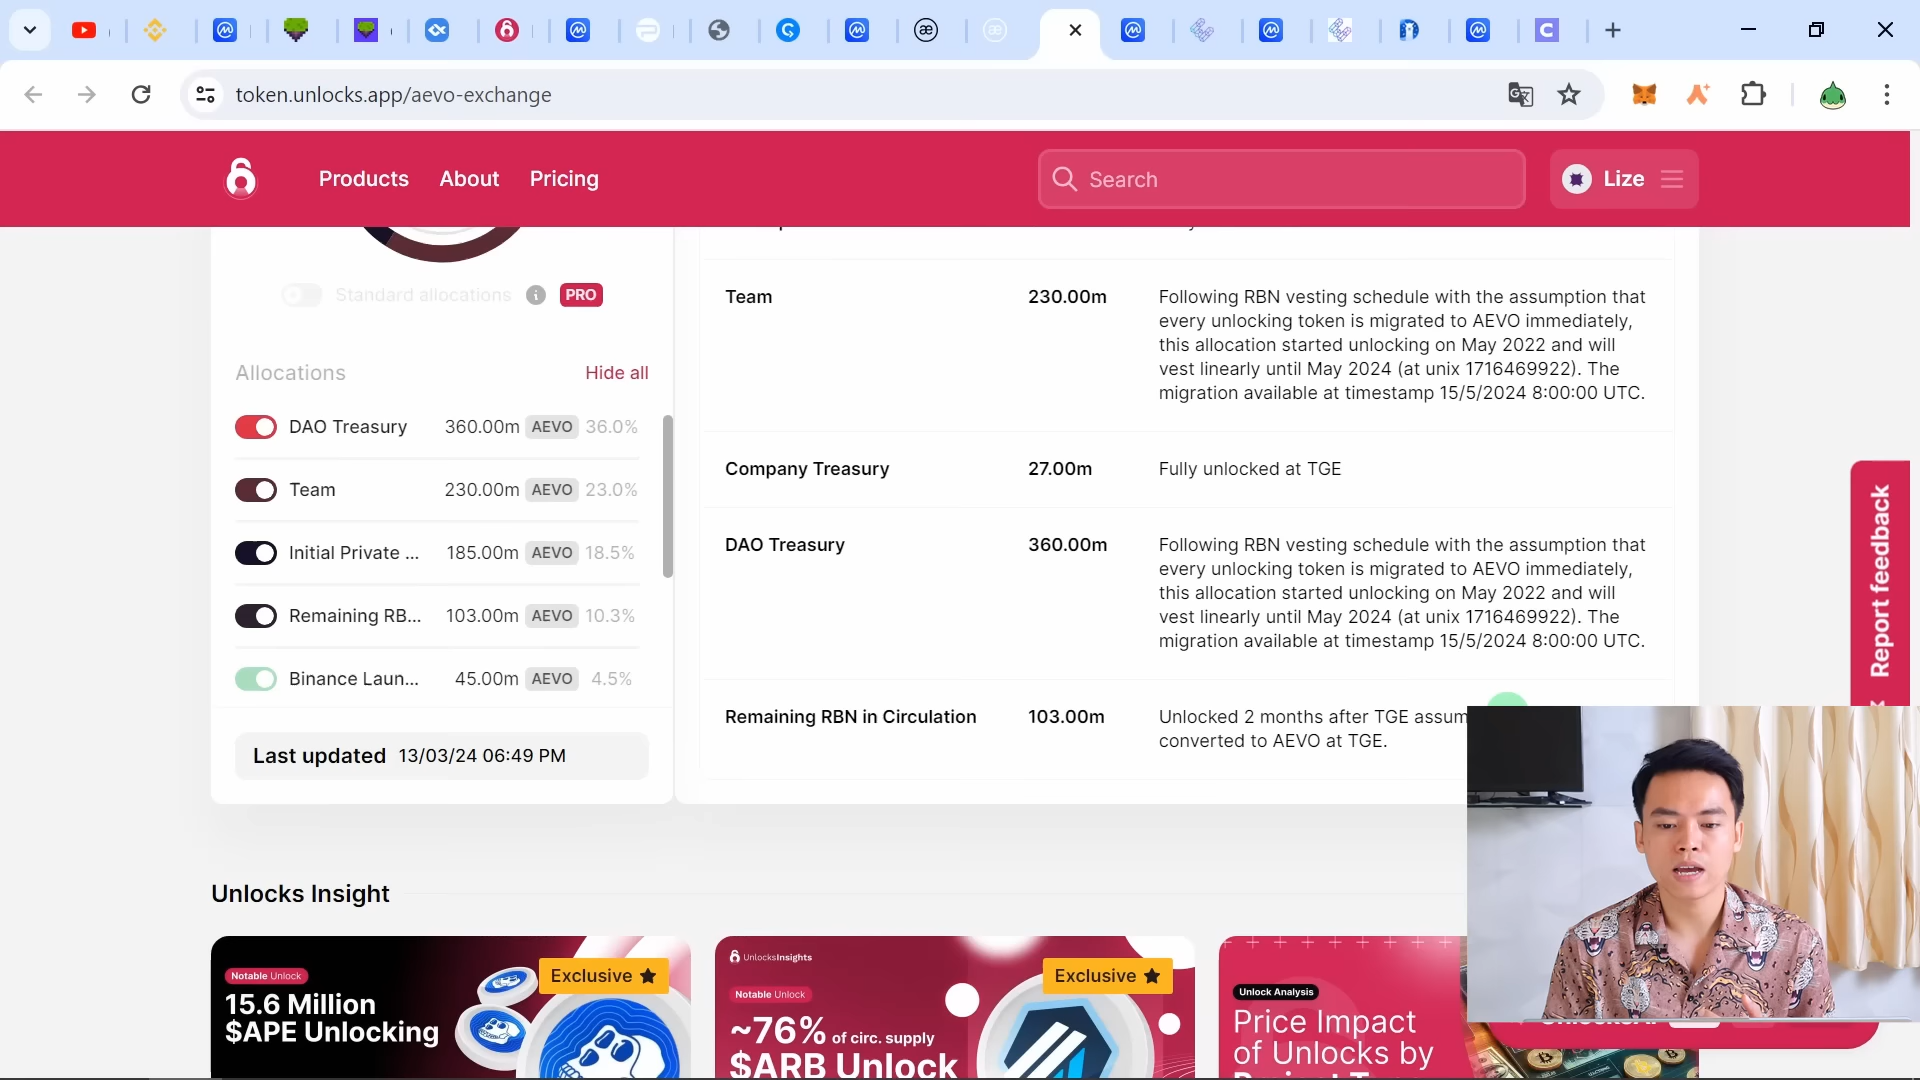 token.unlocks.app/aevo-exchange
Products
About
Pricing
Search
Lize
Standard allocations
PRO
Allocations
Hide all
DAO Treasury 360.00m AEVO 36.0%
Team 230.00m AEVO 23.0%
Initial Private ... 185.00m AEVO 18.5%
Remaining RB... 103.00m AEVO 10.3%
Binance Laun... 45.00m AEVO 4.5%
Last updated 13/03/24 06:49 PM
Team 230.00m Following RBN vesting schedule with the assumption that
every unlocking token is migrated to AEVO immediately,
this allocation started unlocking on May 2022 and will
vest linearly until May 2024 (at unix 1716469922). The
migration available at timestamp 15/5/2024 8:00:00 UTC.
Company Treasury 27.00m Fully unlocked at TGE
DAO Treasury 360.00m Following RBN vesting schedule with the assumption that
every unlocking token is migrated to AEVO immediately,
this allocation started unlocking on May 2022 and will
vest linearly until May 2024 (at unix 1716469922). The
migration available at timestamp 15/5/2024 8:00:00 UTC.
Remaining RBN in Circulation 103.00m Unlocked 2 months after TGE assum
converted to AEVO at TGE.
Report feedback
Unlocks Insight
Notable Unlock
15.6 Million
$APE Unlocking
Exclusive
UnlocksInsights
Notable Unlock
~76% of circ. supply
$ARB Unlock
Exclusive
Unlock Analysis
Price Impact
of Unlocks by